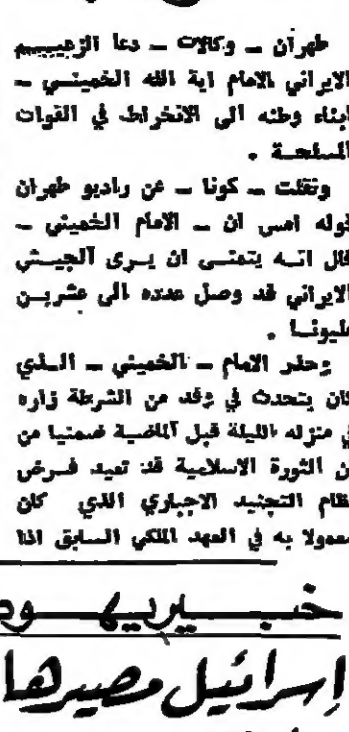 طهران – وكالات – دعا الزعيم
الايراني الامام اية الله الخميني –
ابناء وطنه الى الانخراط في القوات
المسلحة .
ونقلت – كونا – عن راديو طهران
قوله امس ان – الامام الخميني –
قال انه يتمنى ان يرى الجيش
الايراني قد وصل عدده الى عشرين
مليونا .
وحذر الامام – الخميني – الذي
كان يتحدث في وفد من الشرطة زاره
في منزله الليلة قبل الماضية ضمنيا من
ان الثورة الاسلامية قد تعيد فرض
نظام التجنيد الاجباري الذي كان
معمولا به في العهد الملكي السابق اذا
خبير يهود
إسرائيل مصيرها